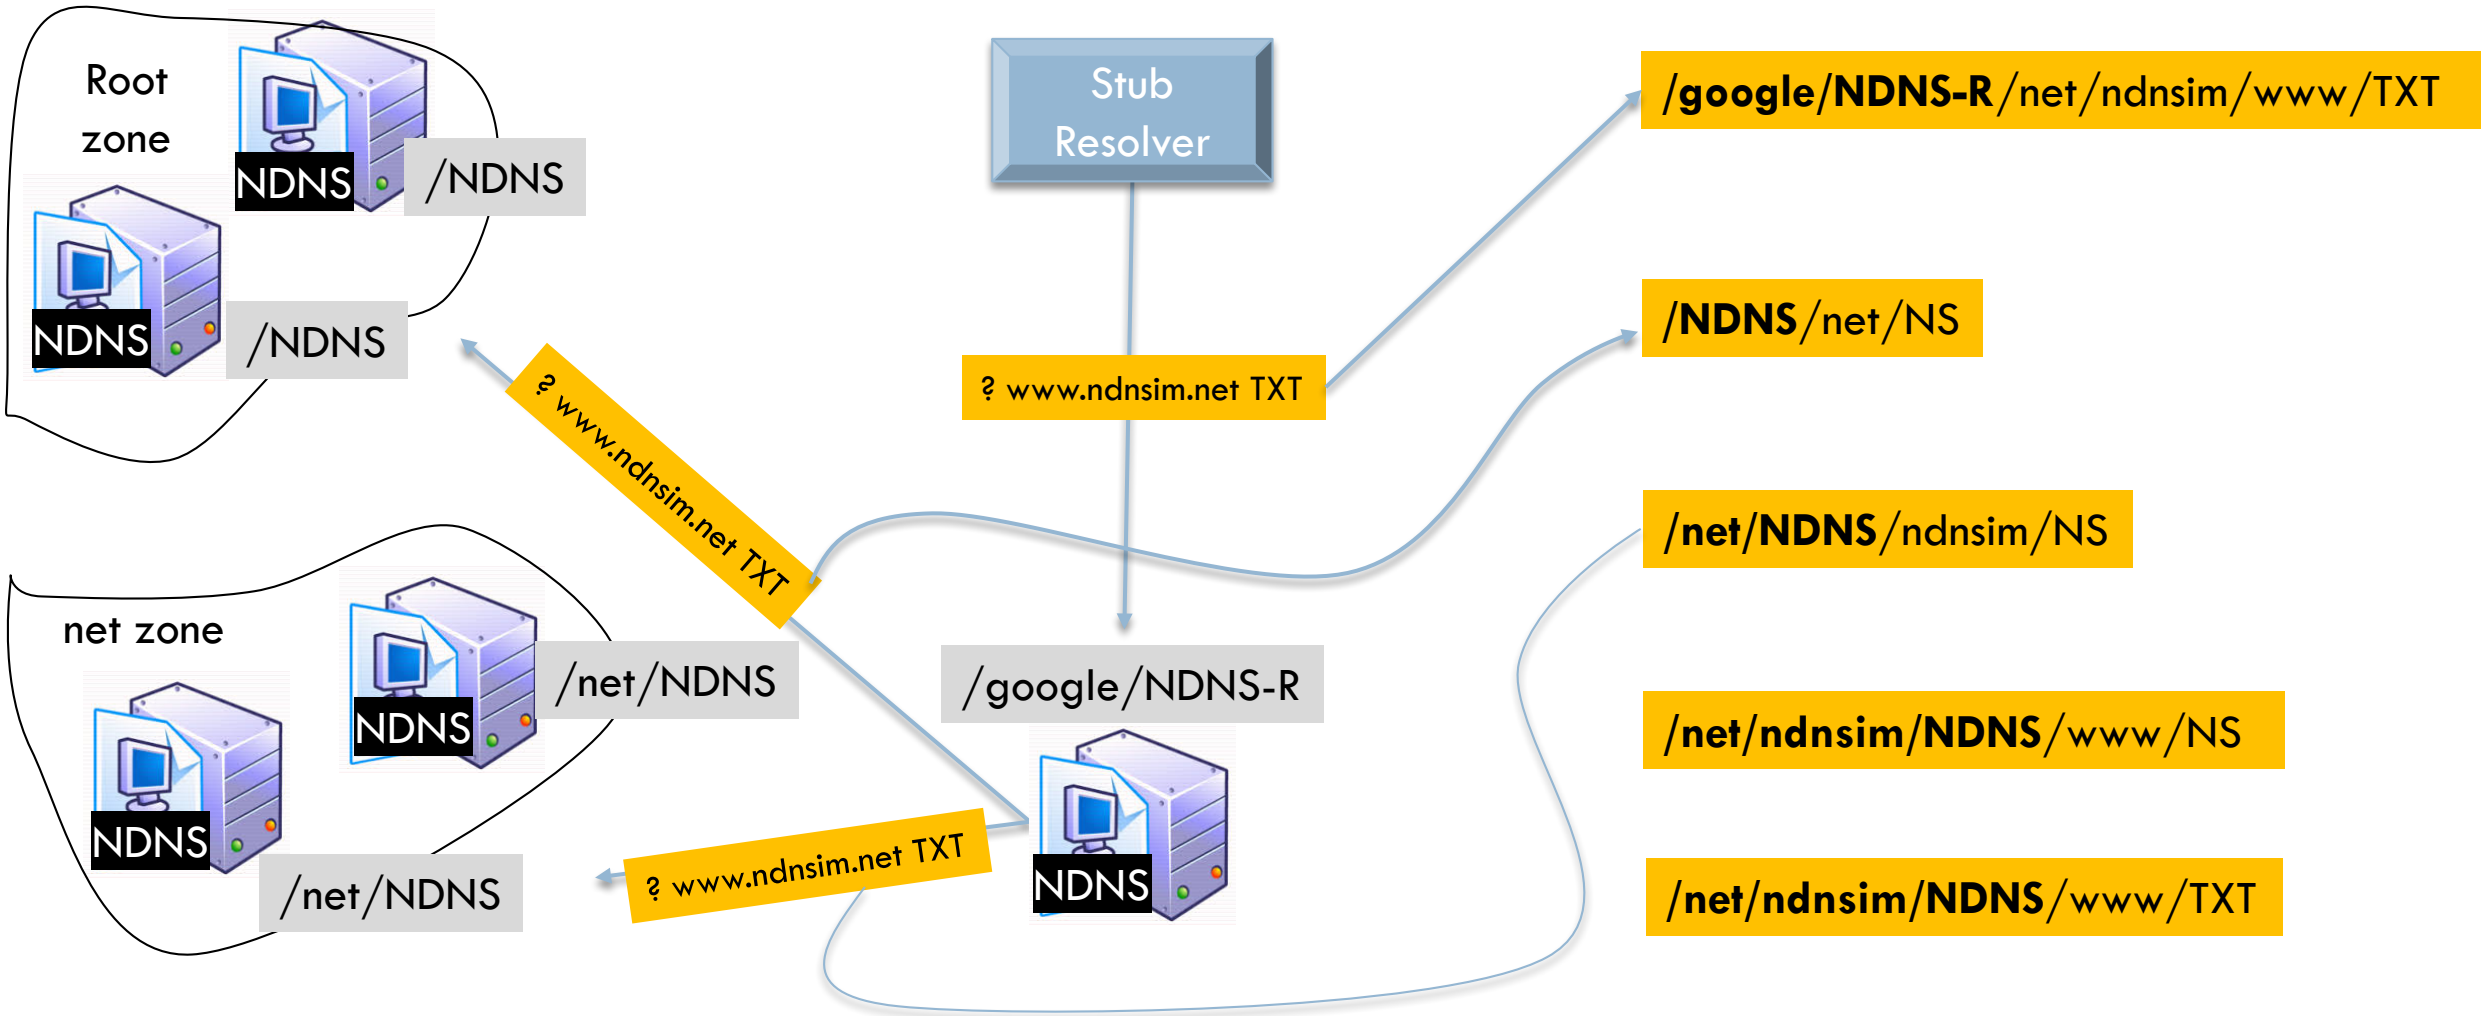 Root
zone
NDNS
/NDNS
NDNS
/NDNS
Stub
Resolver
? www.ndnsim.net TXT
? www.ndnsim.net TXT
net zone
NDNS
/net/NDNS
NDNS
/net/NDNS
? www.ndnsim.net TXT
/google/NDNS-R
NDNS
/google/NDNS-R/net/ndnsim/www/TXT
/NDNS/net/NS
/net/NDNS/ndnsim/NS
/net/ndnsim/NDNS/www/NS
/net/ndnsim/NDNS/www/TXT